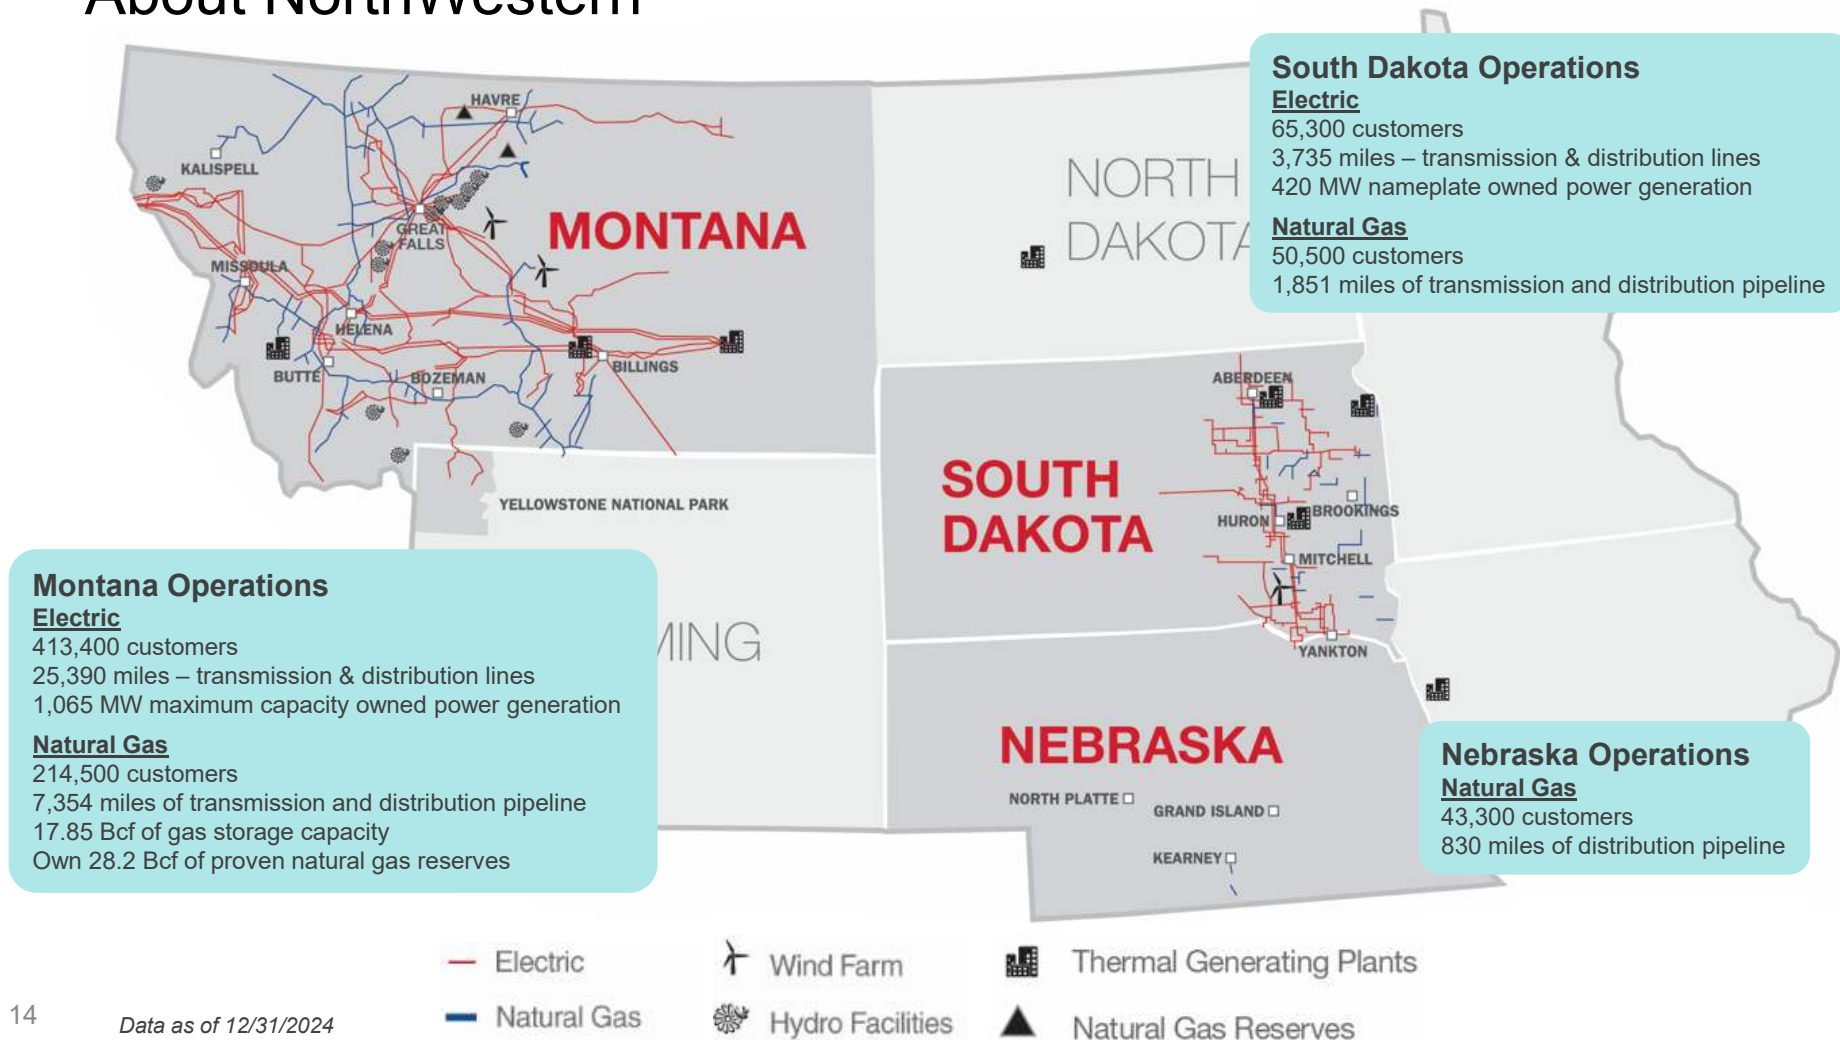 About NorthWestern
South Dakota Operations
Electric
65,300 customers
3,735 miles – transmission & distribution lines
420 MW nameplate owned power generation
Natural Gas
50,500 customers
1,851 miles of transmission and distribution pipeline
HAVRE
KALISPELL
GREAT
FALLS
MONTANA
NORTH
DAKOTA
MISSOULA
HELENA
BUTTE
BOZEMAN
BILLINGS
ABERDEEN
YELLOWSTONE NATIONAL PARK
SOUTH
DAKOTA
HURON
BROOKINGS
MITCHELL
YANKTON
Montana Operations
Electric
413,400 customers
25,390 miles – transmission & distribution lines
1,065 MW maximum capacity owned power generation
Natural Gas
214,500 customers
7,354 miles of transmission and distribution pipeline
17.85 Bcf of gas storage capacity
Own 28.2 Bcf of proven natural gas reserves
MING
NEBRASKA
NORTH PLATTE
GRAND ISLAND
KEARNEY
Nebraska Operations
Natural Gas
43,300 customers
830 miles of distribution pipeline
Electric
Wind Farm
Thermal Generating Plants
Natural Gas
Hydro Facilities
Natural Gas Reserves
14
Data as of 12/31/2024